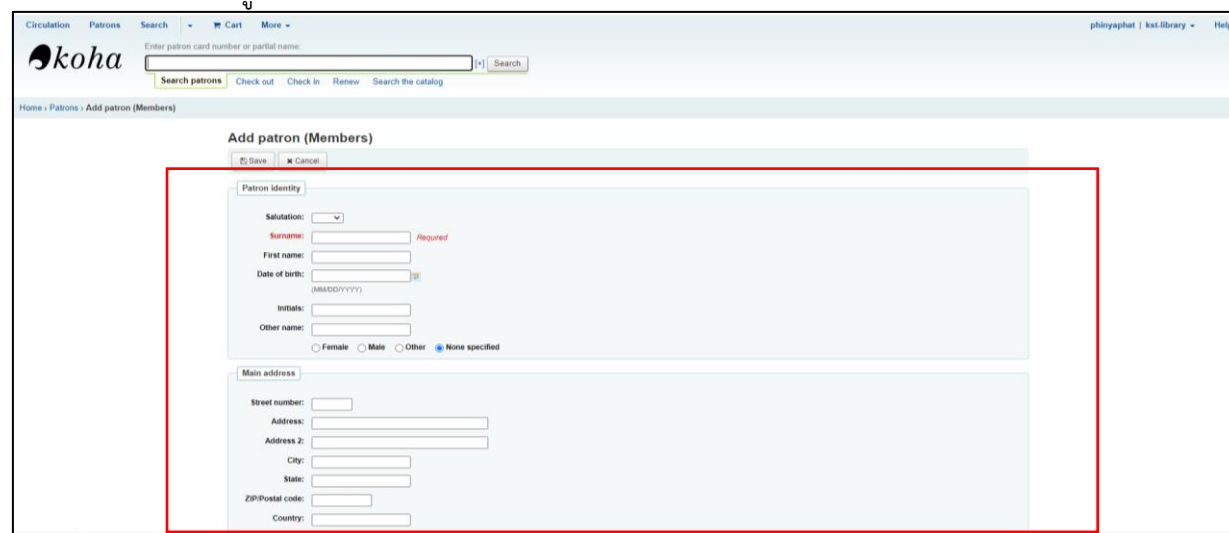 Circulation Patrons Search Cart More phinyaphat | kst-library Help
koha
Enter patron card number or partial name:
[+] Search
Search patrons Check out Check in Renew Search the catalog
Home › Patrons › Add patron (Members)
Add patron (Members)
Save Cancel
Patron identity
Salutation:
Surname: Required
First name:
Date of birth:
(MM/DD/YYYY)
Initials:
Other name:
Female Male Other None specified
Main address
Street number:
Address:
Address 2:
City:
State:
ZIP/Postal code:
Country: